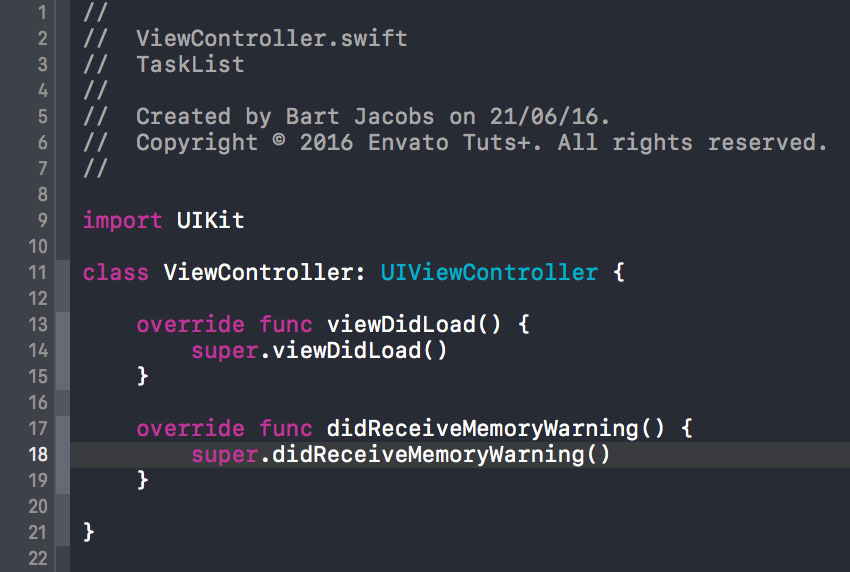 1 //
2 //  ViewController.swift
3 //  TaskList
4 //
5 //  Created by Bart Jacobs on 21/06/16.
6 //  Copyright © 2016 Envato Tuts+. All rights reserved.
7 //
8
9 import UIKit
10
11 class ViewController: UIViewController {
12
13     override func viewDidLoad() {
14         super.viewDidLoad()
15     }
16
17     override func didReceiveMemoryWarning() {
18         super.didReceiveMemoryWarning()
19     }
20
21 }
22